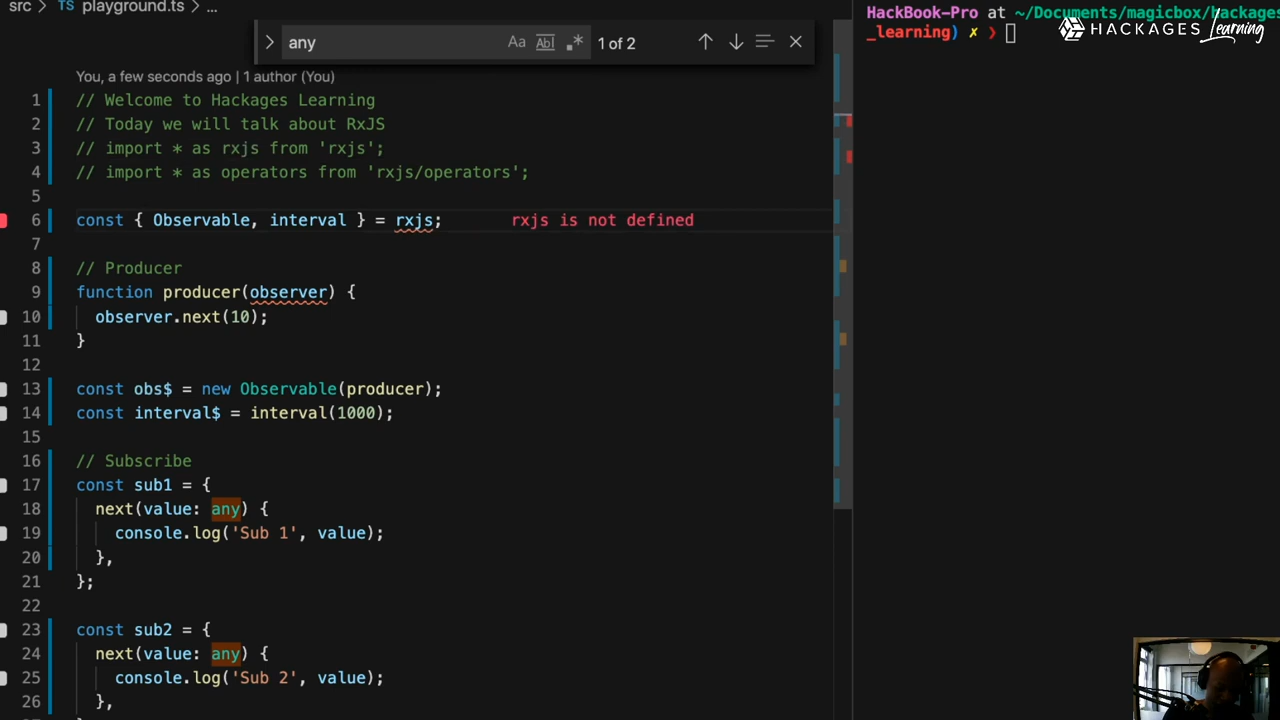 src > TS playground.ts > ...
any Aa Abl .* 1 of 2
You, a few seconds ago | 1 author (You)
1 // Welcome to Hackages Learning
2 // Today we will talk about RxJS
3 // import * as rxjs from 'rxjs';
4 // import * as operators from 'rxjs/operators';
5
6 const { Observable, interval } = rxjs; rxjs is not defined
7
8 // Producer
9 function producer(observer) {
10 observer.next(10);
11 }
12
13 const obs$ = new Observable(producer);
14 const interval$ = interval(1000);
15
16 // Subscribe
17 const sub1 = {
18 next(value: any) {
19 console.log('Sub 1', value);
20 },
21 };
22
23 const sub2 = {
24 next(value: any) {
25 console.log('Sub 2', value);
26 },
HackBook-Pro at ~/Documents/magicbox/hackages
_learning) ✗ ❯
HACKAGES Learning